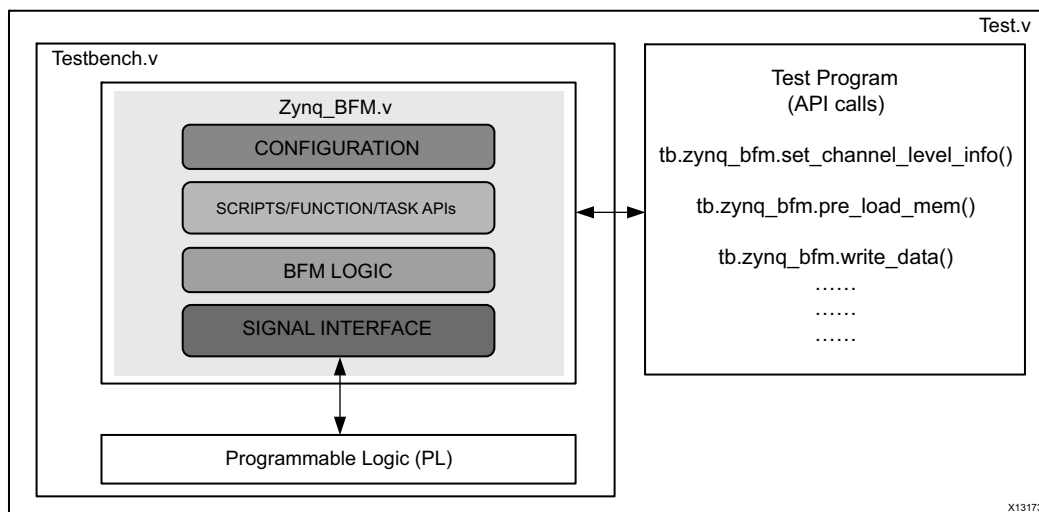 Test.v
Testbench.v
Zynq_BFM.v
CONFIGURATION
SCRIPTS/FUNCTION/TASK APIs
BFM LOGIC
SIGNAL INTERFACE
Programmable Logic (PL)
Test Program
(API calls)
tb.zynq_bfm.set_channel_level_info()
tb.zynq_bfm.pre_load_mem()
tb.zynq_bfm.write_data()
……
……
……
X13173